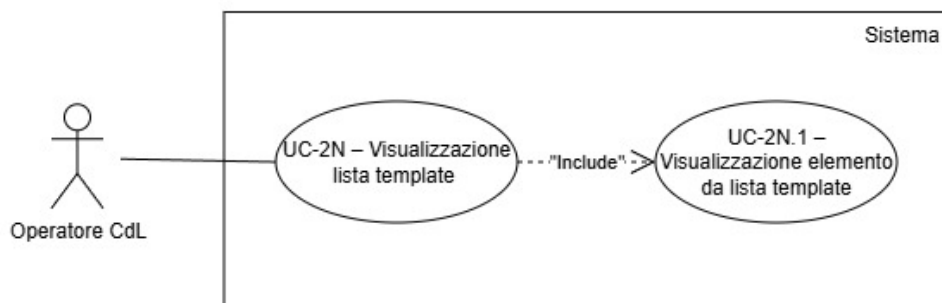 Sistema
UC-2N – Visualizzazione
lista template
"Include"
UC-2N.1 –
Visualizzazione elemento
da lista template
Operatore CdL